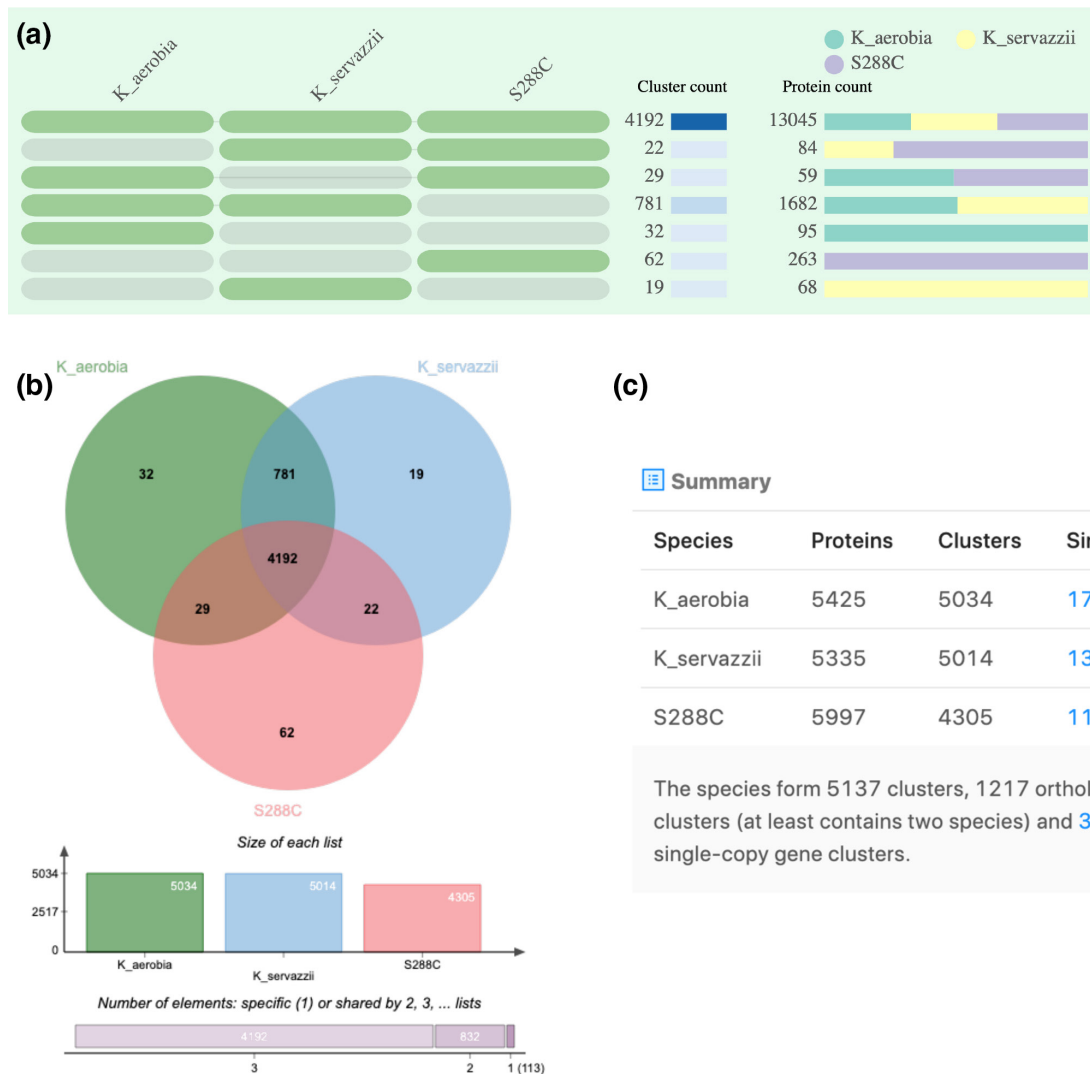 (a)
K_aerobia
K_servazzii
S288C
K_aerobia K_servazzii
S288C
Cluster count Protein count
4192 13045
22 84
29 59
781 1682
32 95
62 263
19 68
(b)
K_aerobia K_servazzii
32 781 19
4192
29 22
62
S288C
Size of each list
5034
2517
0
5034 5014 4305
K_aerobia K_servazzii S288C
Number of elements: specific (1) or shared by 2, 3, ... lists
4192 832
3 2 1 (113)
(c)
Summary
Species Proteins Clusters Sin
K_aerobia 5425 5034 17
K_servazzii 5335 5014 13
S288C 5997 4305 11
The species form 5137 clusters, 1217 orthol
clusters (at least contains two species) and 3
single-copy gene clusters.